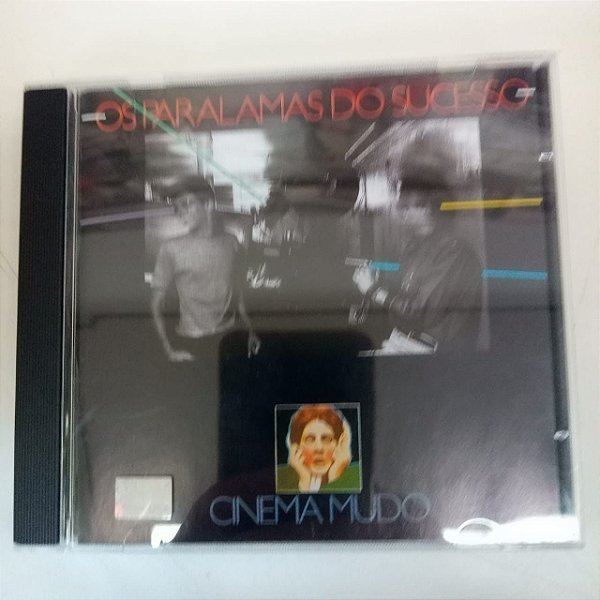 OS PARALAMAS DO SUCESSO
CINEMA MUDO